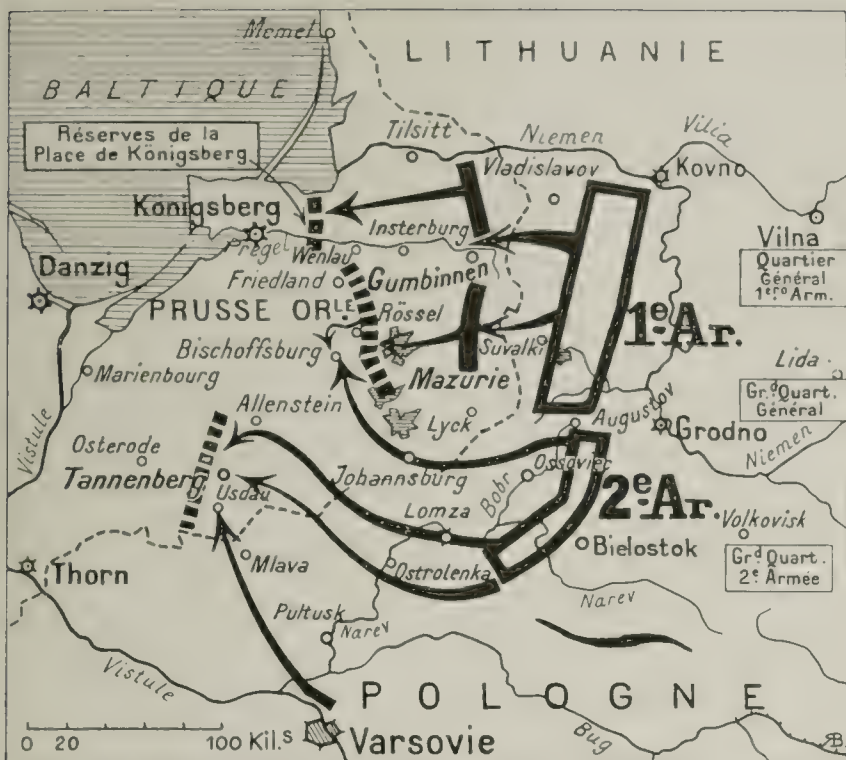 Memel
LITHUANIE
BALTIQUE
Réserves de la
Place de Königsberg
Tilsitt
Niemen
Vilia
Vladislavov
Kovno
Königsberg
Insterburg
Pregel
Wenlau
Vilna
Danzig
Friedland
Gumbinnen
Quartier
Général
1ère Arm.
PRUSSE ORLE
Rössel
1e Ar.
Bischoffsburg
Suvalki
Mazurie
Lida
Marienbourg
Grd Quart.
Général
Allenstein
Lyck
Augustov
Grodno
Vistule
Osterode
Niemen
Tannenberg
Johannsburg
Ossoviec
Bobr
Usdau
2e Ar.
Lomza
Volkovisk
Bielostok
Mlava
Ostrolenka
Grd Quart.
2e Armée
Thorn
Pultusk
Narev
Narev
Vistule
POLOGNE
0 20 100 Kil.s
Varsovie
Bug